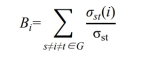 B_i = \sum_{s \neq i \neq t \in G} \frac{\sigma_{st}(i)}{\sigma_{st}}